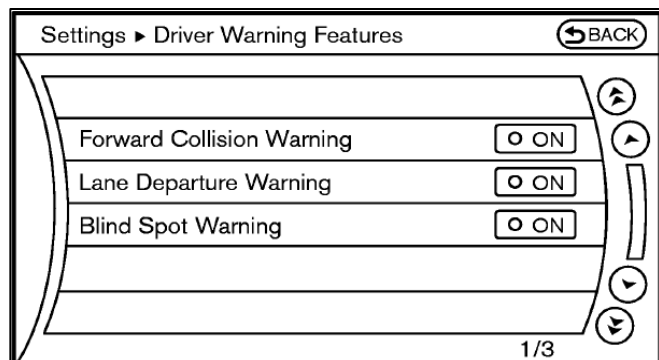 Settings ▸ Driver Warning Features BACK
Forward Collision Warning ON
Lane Departure Warning ON
Blind Spot Warning ON
1/3